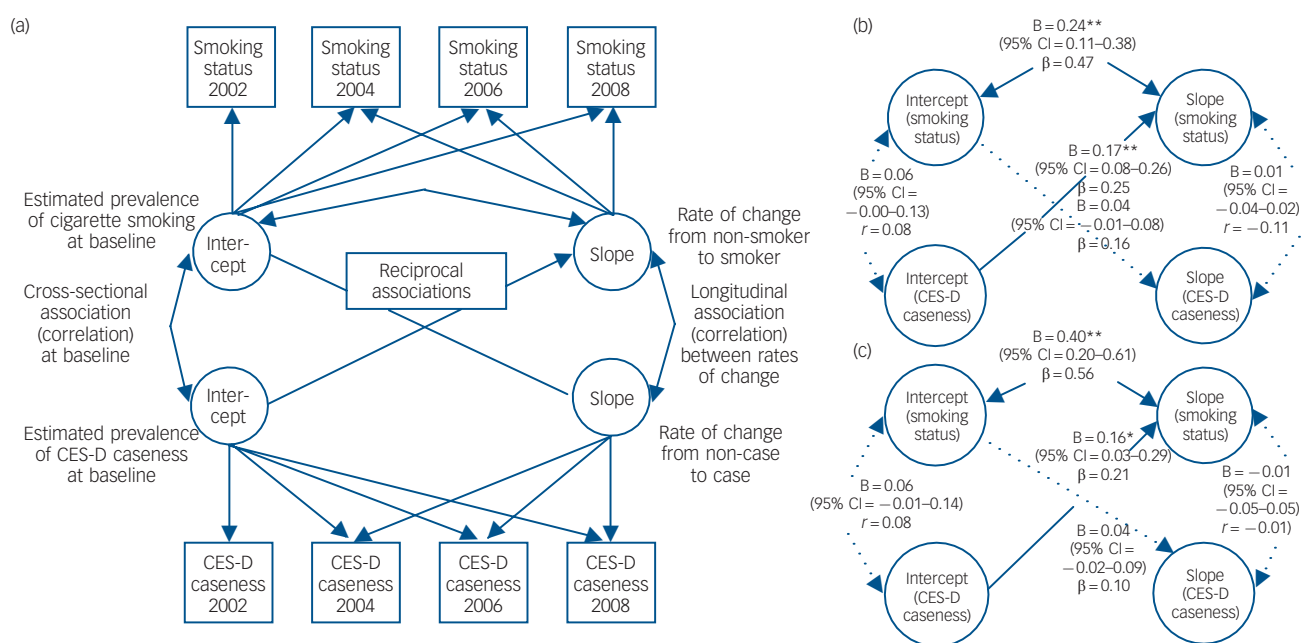 (a)
Smoking
status
2002
Smoking
status
2004
Smoking
status
2006
Smoking
status
2008
Estimated prevalence
of cigarette smoking
at baseline
Inter-
cept
Slope
Rate of change
from non-smoker
to smoker
Reciprocal
associations
Cross-sectional
association
(correlation)
at baseline
Longitudinal
association
(correlation)
between rates
of change
Inter-
cept
Slope
Estimated prevalence
of CES-D caseness
at baseline
Rate of change
from non-case
to case
CES-D
caseness
2002
CES-D
caseness
2004
CES-D
caseness
2006
CES-D
caseness
2008
(b)
B = 0.24**
(95% CI = 0.11–0.38)
β = 0.47
Intercept
(smoking
status)
Slope
(smoking
status)
B = 0.06
(95% CI =
−0.00–0.13)
r = 0.08
B = 0.17**
(95% CI = 0.08–0.26)
β = 0.25
B = 0.04
(95% CI = −0.01–0.08)
β = 0.16
B = 0.01
(95% CI =
−0.04–0.02)
r = −0.11
Intercept
(CES-D
caseness)
Slope
(CES-D
caseness)
(c)
B = 0.40**
(95% CI = 0.20–0.61)
β = 0.56
Intercept
(smoking
status)
Slope
(smoking
status)
B = 0.06
(95% CI = −0.01–0.14)
r = 0.08
B = 0.16*
(95% CI = 0.03–0.29)
β = 0.21
B = 0.04
(95% CI =
−0.02–0.09)
β = 0.10
B = −0.01
(95% CI =
−0.05–0.05)
r = −0.01)
Intercept
(CES-D
caseness)
Slope
(CES-D
caseness)